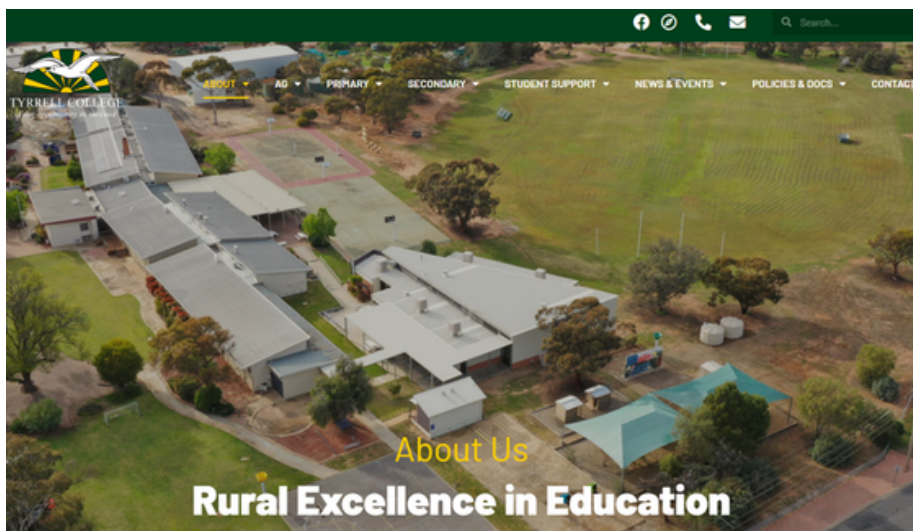 Search...
TYRRELL COLLEGE
ABOUT AG PRIMARY SECONDARY STUDENT SUPPORT NEWS & EVENTS POLICIES & DOCS CONTACT
About Us
Rural Excellence in Education